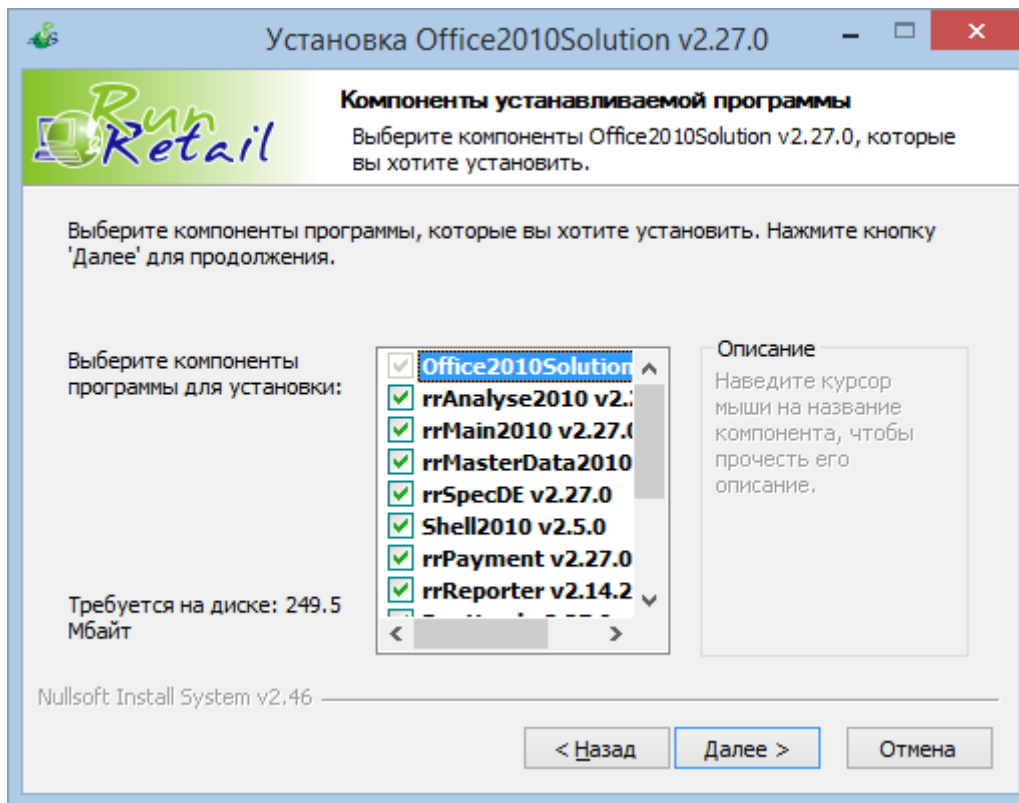 Установка Office2010Solution v2.27.0
Run
Retail
Компоненты устанавливаемой программы
Выберите компоненты Office2010Solution v2.27.0, которые
вы хотите установить.
Выберите компоненты программы, которые вы хотите установить. Нажмите кнопку
'Далее' для продолжения.
Выберите компоненты
программы для установки:
Office2010Solution
rrAnalyse2010 v2.
rrMain2010 v2.27.0
rrMasterData2010
rrSpecDE v2.27.0
Shell2010 v2.5.0
rrPayment v2.27.0
rrReporter v2.14.2
Описание
Наведите курсор
мыши на название
компонента, чтобы
прочесть его
описание.
Требуется на диске: 249.5
Мбайт
Nullsoft Install System v2.46
< Назад
Далее >
Отмена